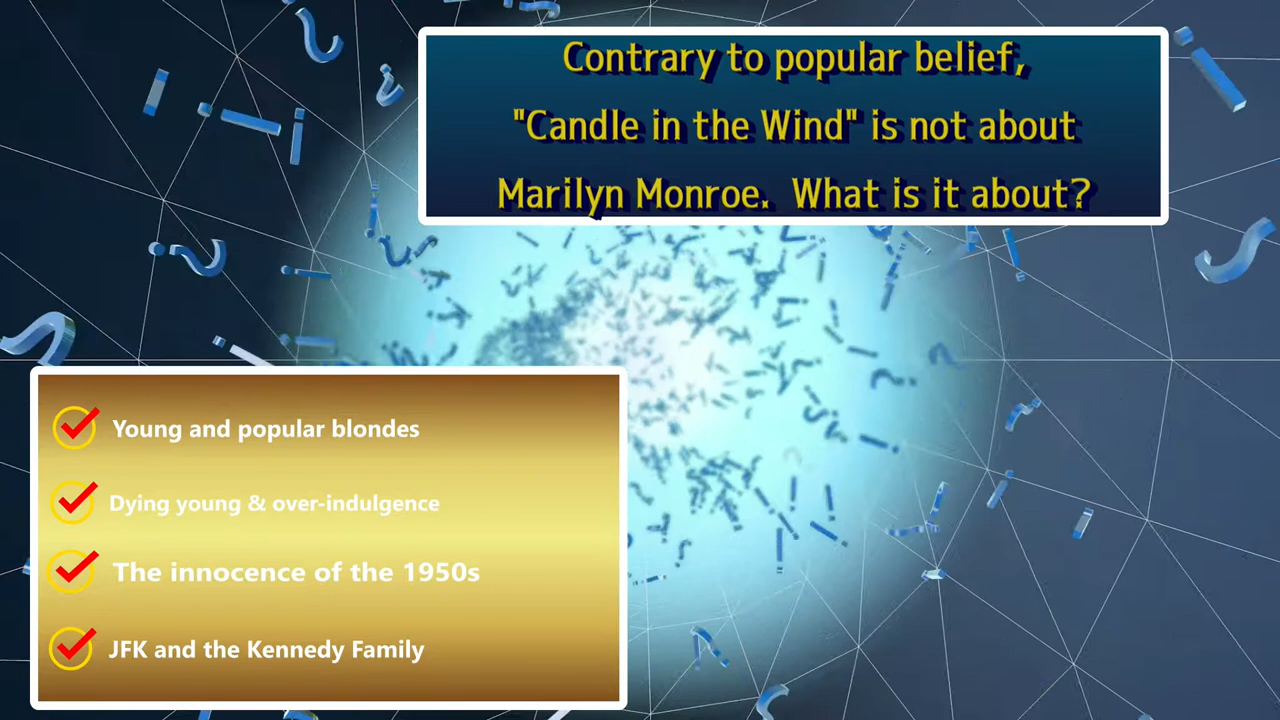 Contrary to popular belief,
"Candle in the Wind" is not about
Marilyn Monroe. What is it about?
Young and popular blondes
Dying young & over-indulgence
The innocence of the 1950s
JFK and the Kennedy Family